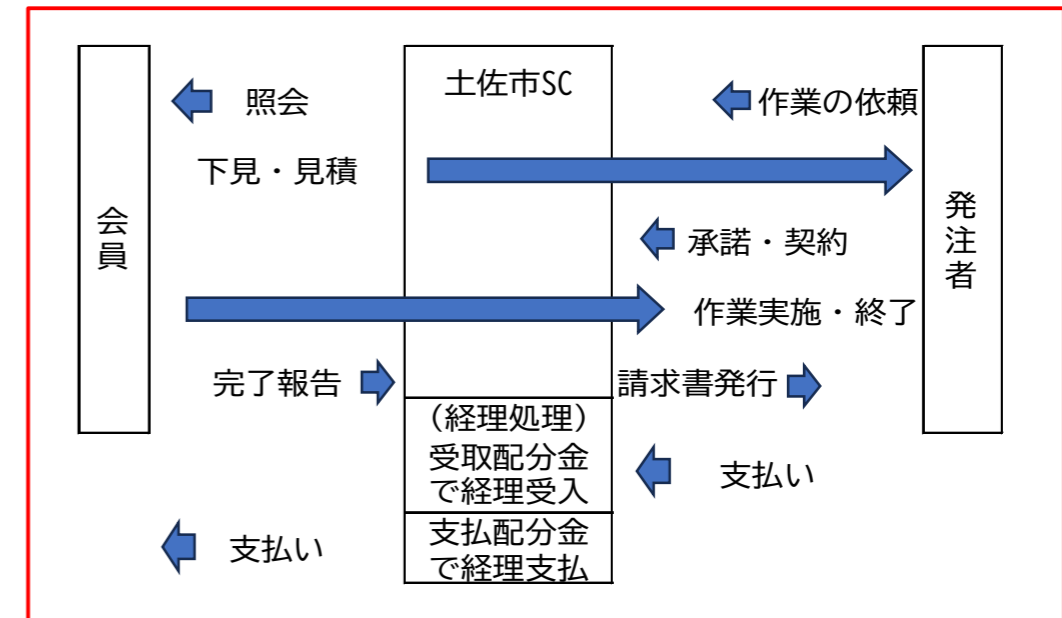 土佐市SC
照会
作業の依頼
下見・見積
会員
発注者
承諾・契約
作業実施・終了
完了報告
請求書発行
(経理処理)
受取配分金
で経理受入
支払い
支払配分金
で経理支払
支払い